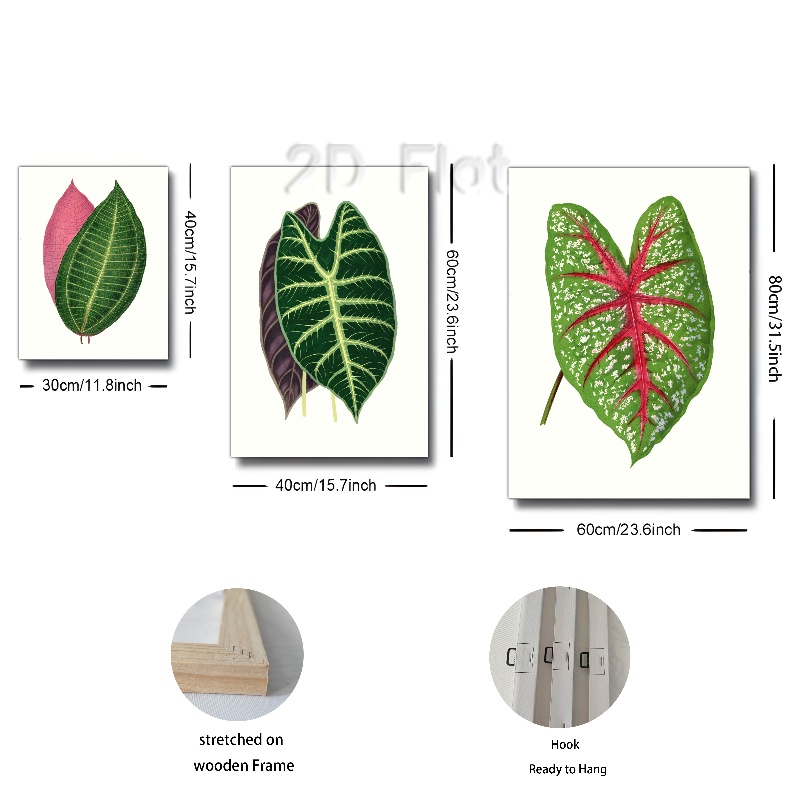 2D Flat
40cm/15.7inch
30cm/11.8inch
60cm/23.6inch
40cm/15.7inch
80cm/31.5inch
60cm/23.6inch
stretched on
wooden Frame
Hook
Ready to Hang